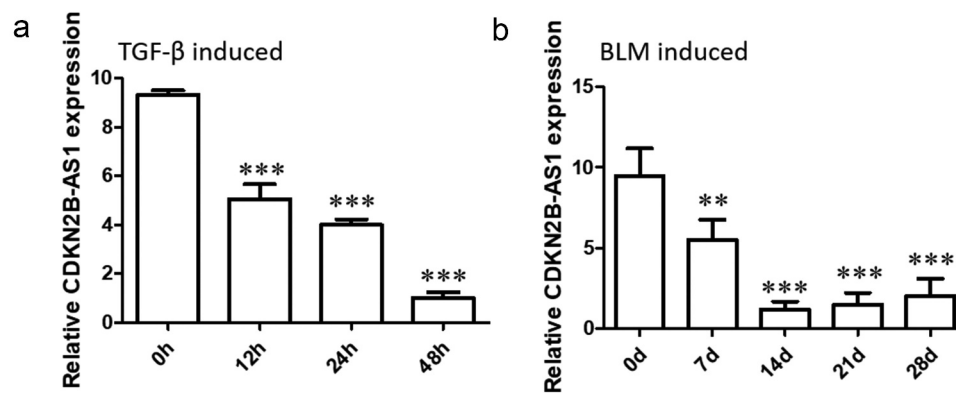 a
TGF-β induced
Relative CDKN2B-AS1 expression
10
8
6
4
2
0
***
***
***
0h
12h
24h
48h
b
BLM induced
Relative CDKN2B-AS1 expression
15
10
5
0
**
***
***
***
0d
7d
14d
21d
28d